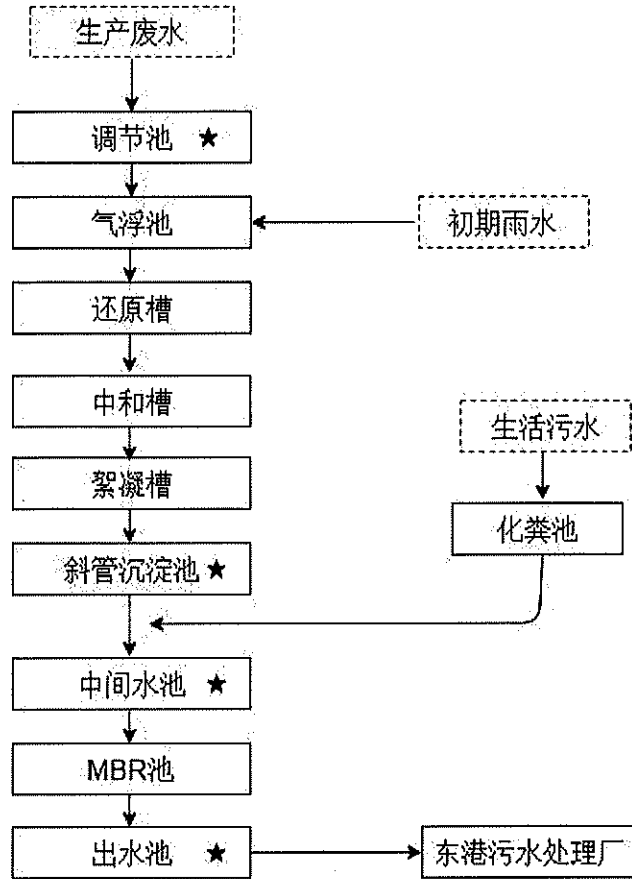 生产废水
调节池 ★
气浮池
初期雨水
还原槽
中和槽
生活污水
絮凝槽
化粪池
斜管沉淀池★
中间水池 ★
MBR池
出水池 ★
东港污水处理厂